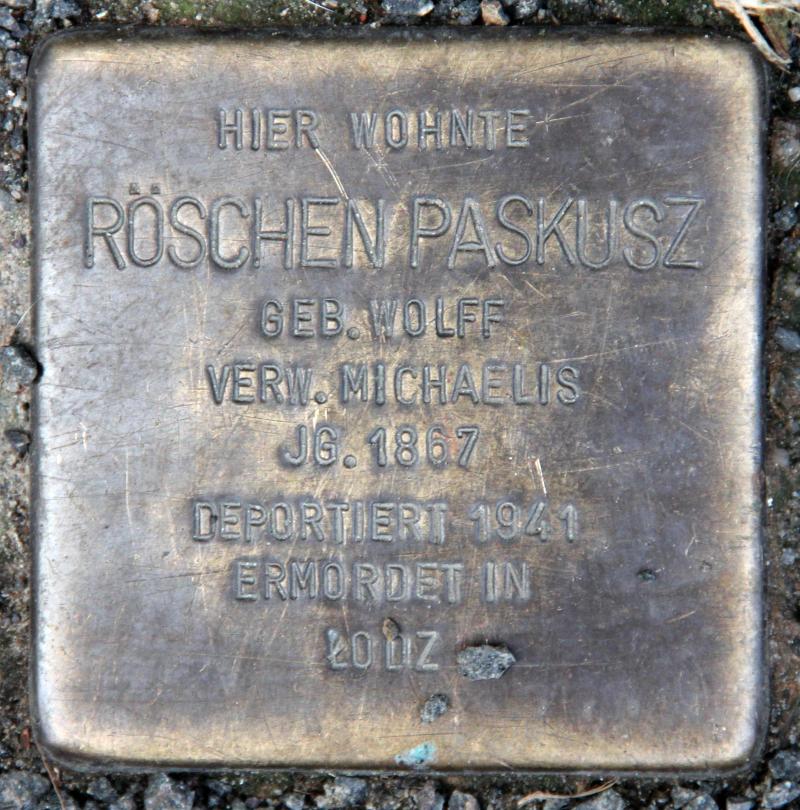 HIER WOHNTE
RÖSCHEN PASKUSZ
GEB. WOLFF
VERW. MICHAELIS
JG. 1867
DEPORTIERT 1941
ERMORDET IN
ŁODZ